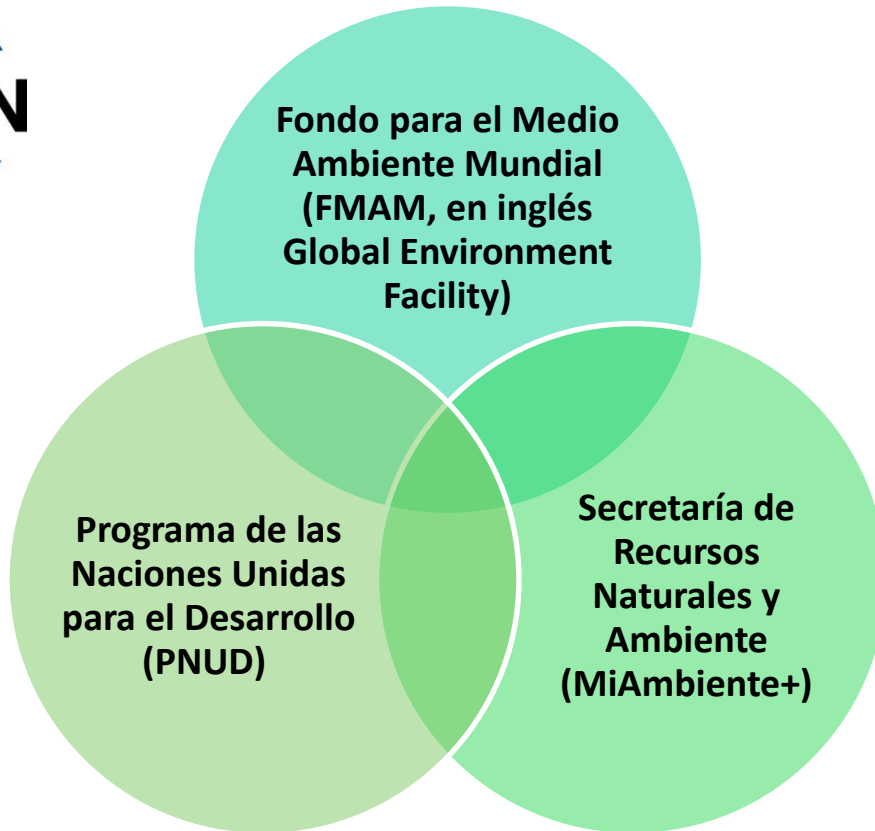 N
Fondo para el Medio
Ambiente Mundial
(FMAM, en inglés
Global Environment
Facility)
Programa de las
Naciones Unidas
para el Desarrollo
(PNUD)
Secretaría de
Recursos
Naturales y
Ambiente
(MiAmbiente+)